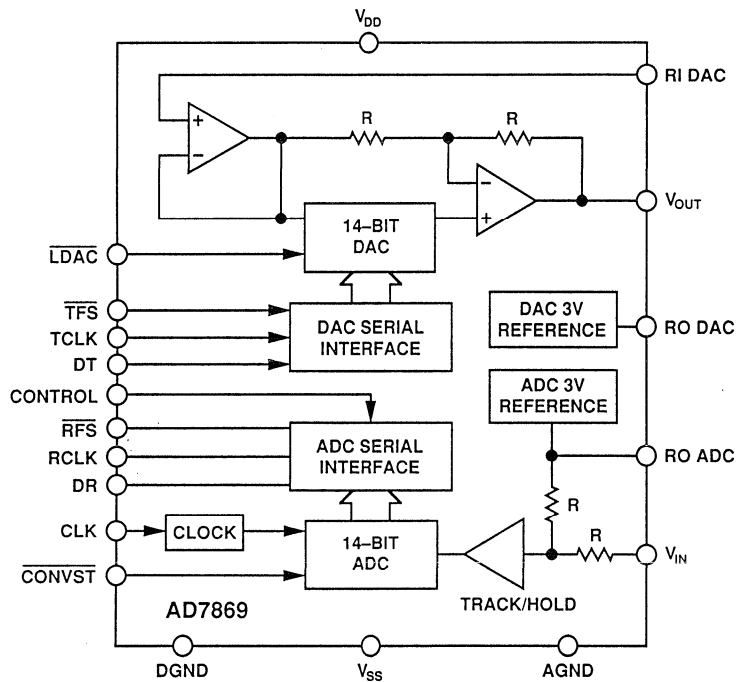 VDD
RI DAC
R
R
+
−
−
+
VOUT
14–BIT
DAC
LDAC
TFS
TCLK
DT
DAC SERIAL
INTERFACE
DAC 3V
REFERENCE
RO DAC
CONTROL
RFS
RCLK
DR
ADC SERIAL
INTERFACE
ADC 3V
REFERENCE
RO ADC
R
R
CLK
CLOCK
14–BIT
ADC
VIN
CONVST
TRACK/HOLD
AD7869
DGND
VSS
AGND